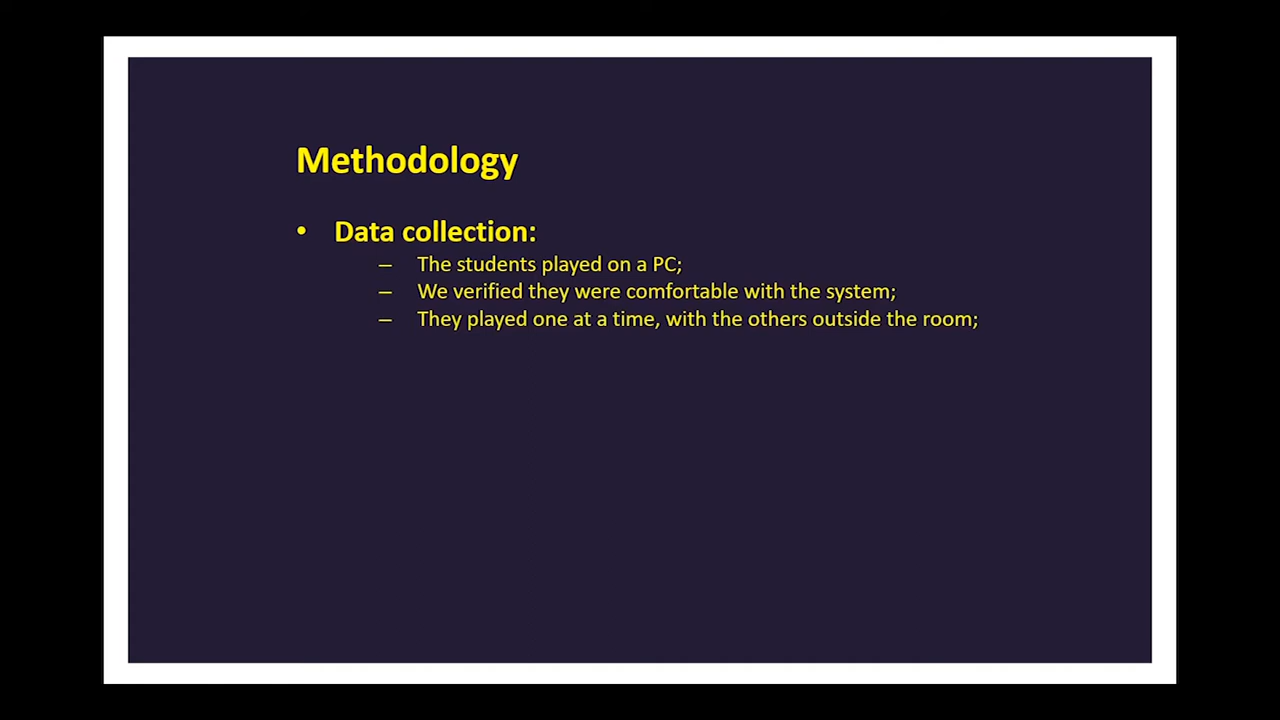 Methodology
• Data collection:
– The students played on a PC;
– We verified they were comfortable with the system;
– They played one at a time, with the others outside the room;